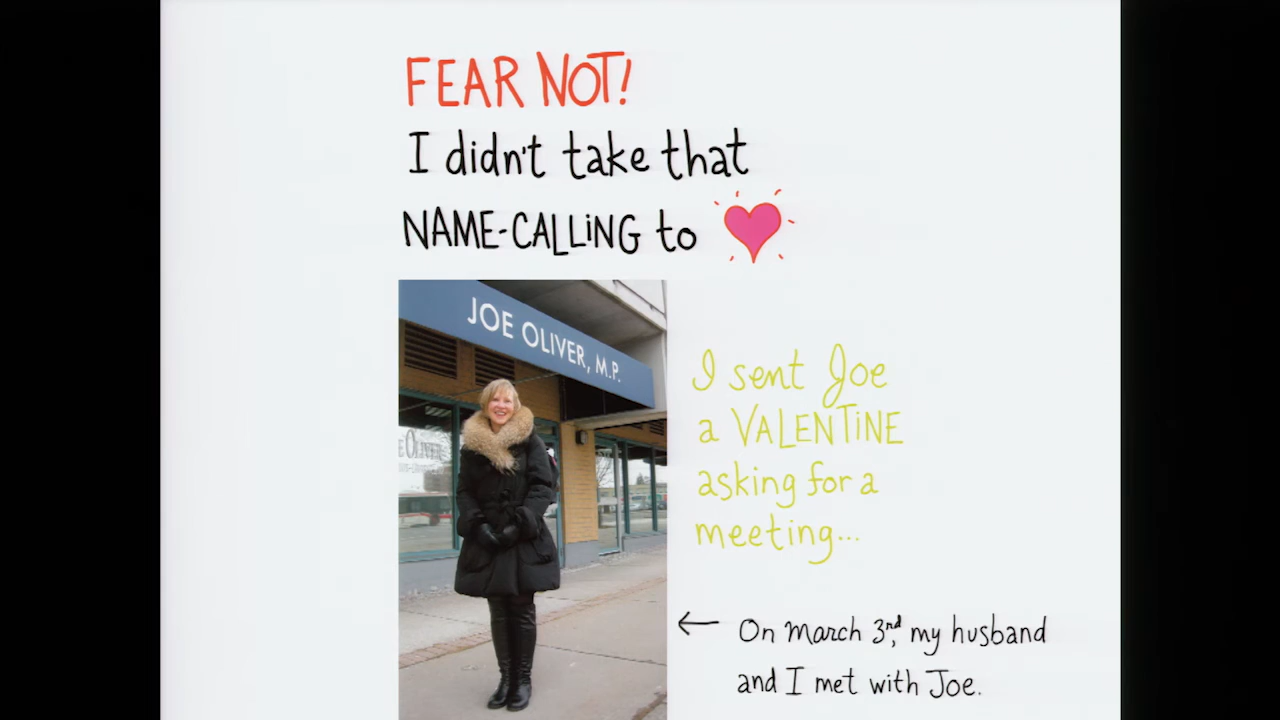 FEAR NOT!
I didn't take that
NAME-CALLING to
JOE OLIVER, M.P.
OLIVER
I sent Joe
a VALENTINE
asking for a
meeting...
← On March 3rd, my husband
and I met with Joe.